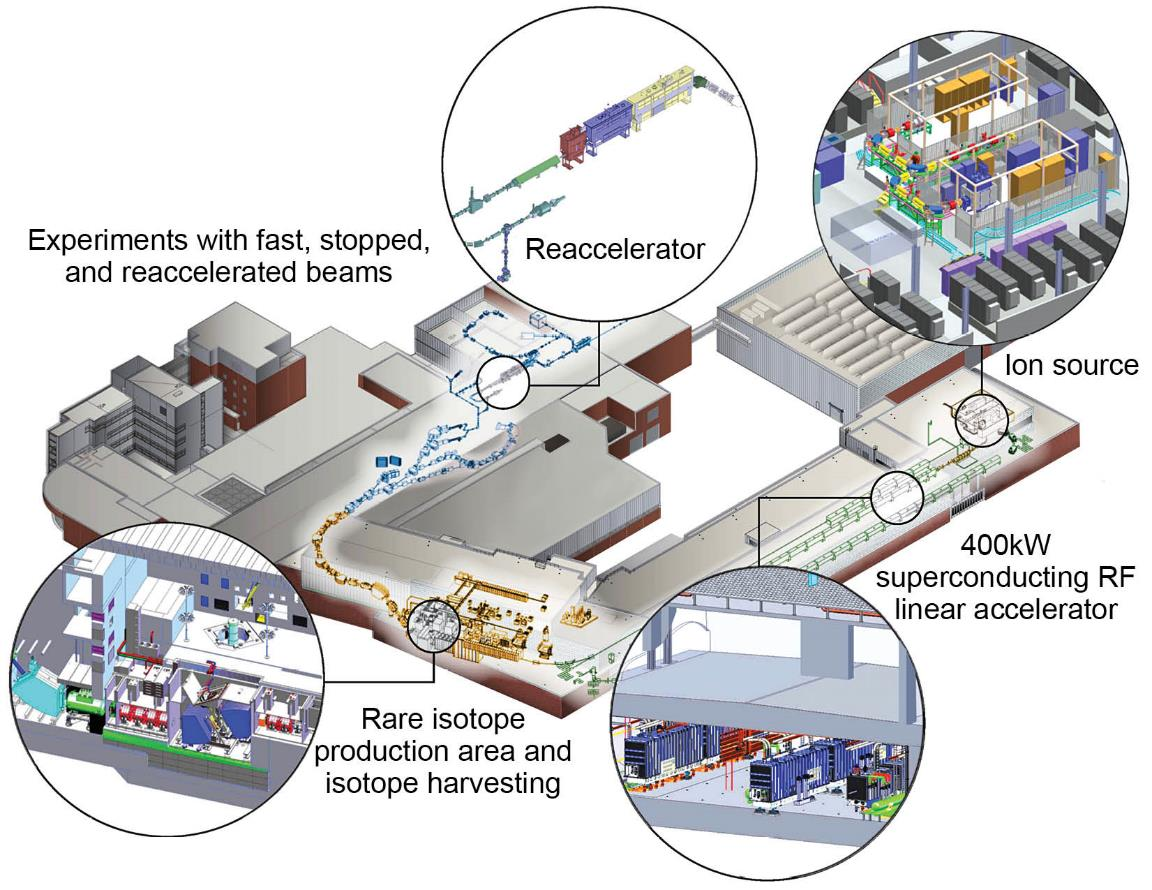 Experiments with fast, stopped,
and reaccelerated beams
Reaccelerator
Ion source
400kW
superconducting RF
linear accelerator
Rare isotope
production area and
isotope harvesting